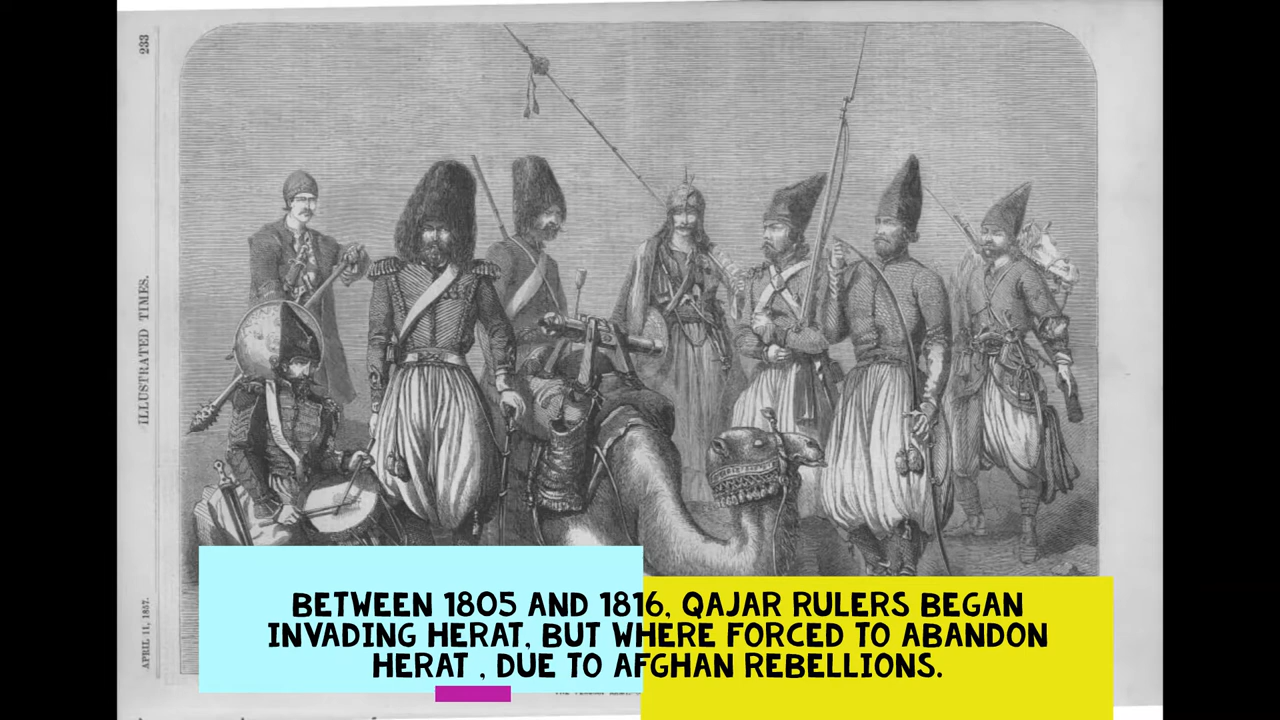 233
ILLUSTRATED TIMES.
APRIL 11, 1857.
BETWEEN 1805 AND 1816, QAJAR RULERS BEGAN
INVADING HERAT, BUT WHERE FORCED TO ABANDON
HERAT , DUE TO AFGHAN REBELLIONS.